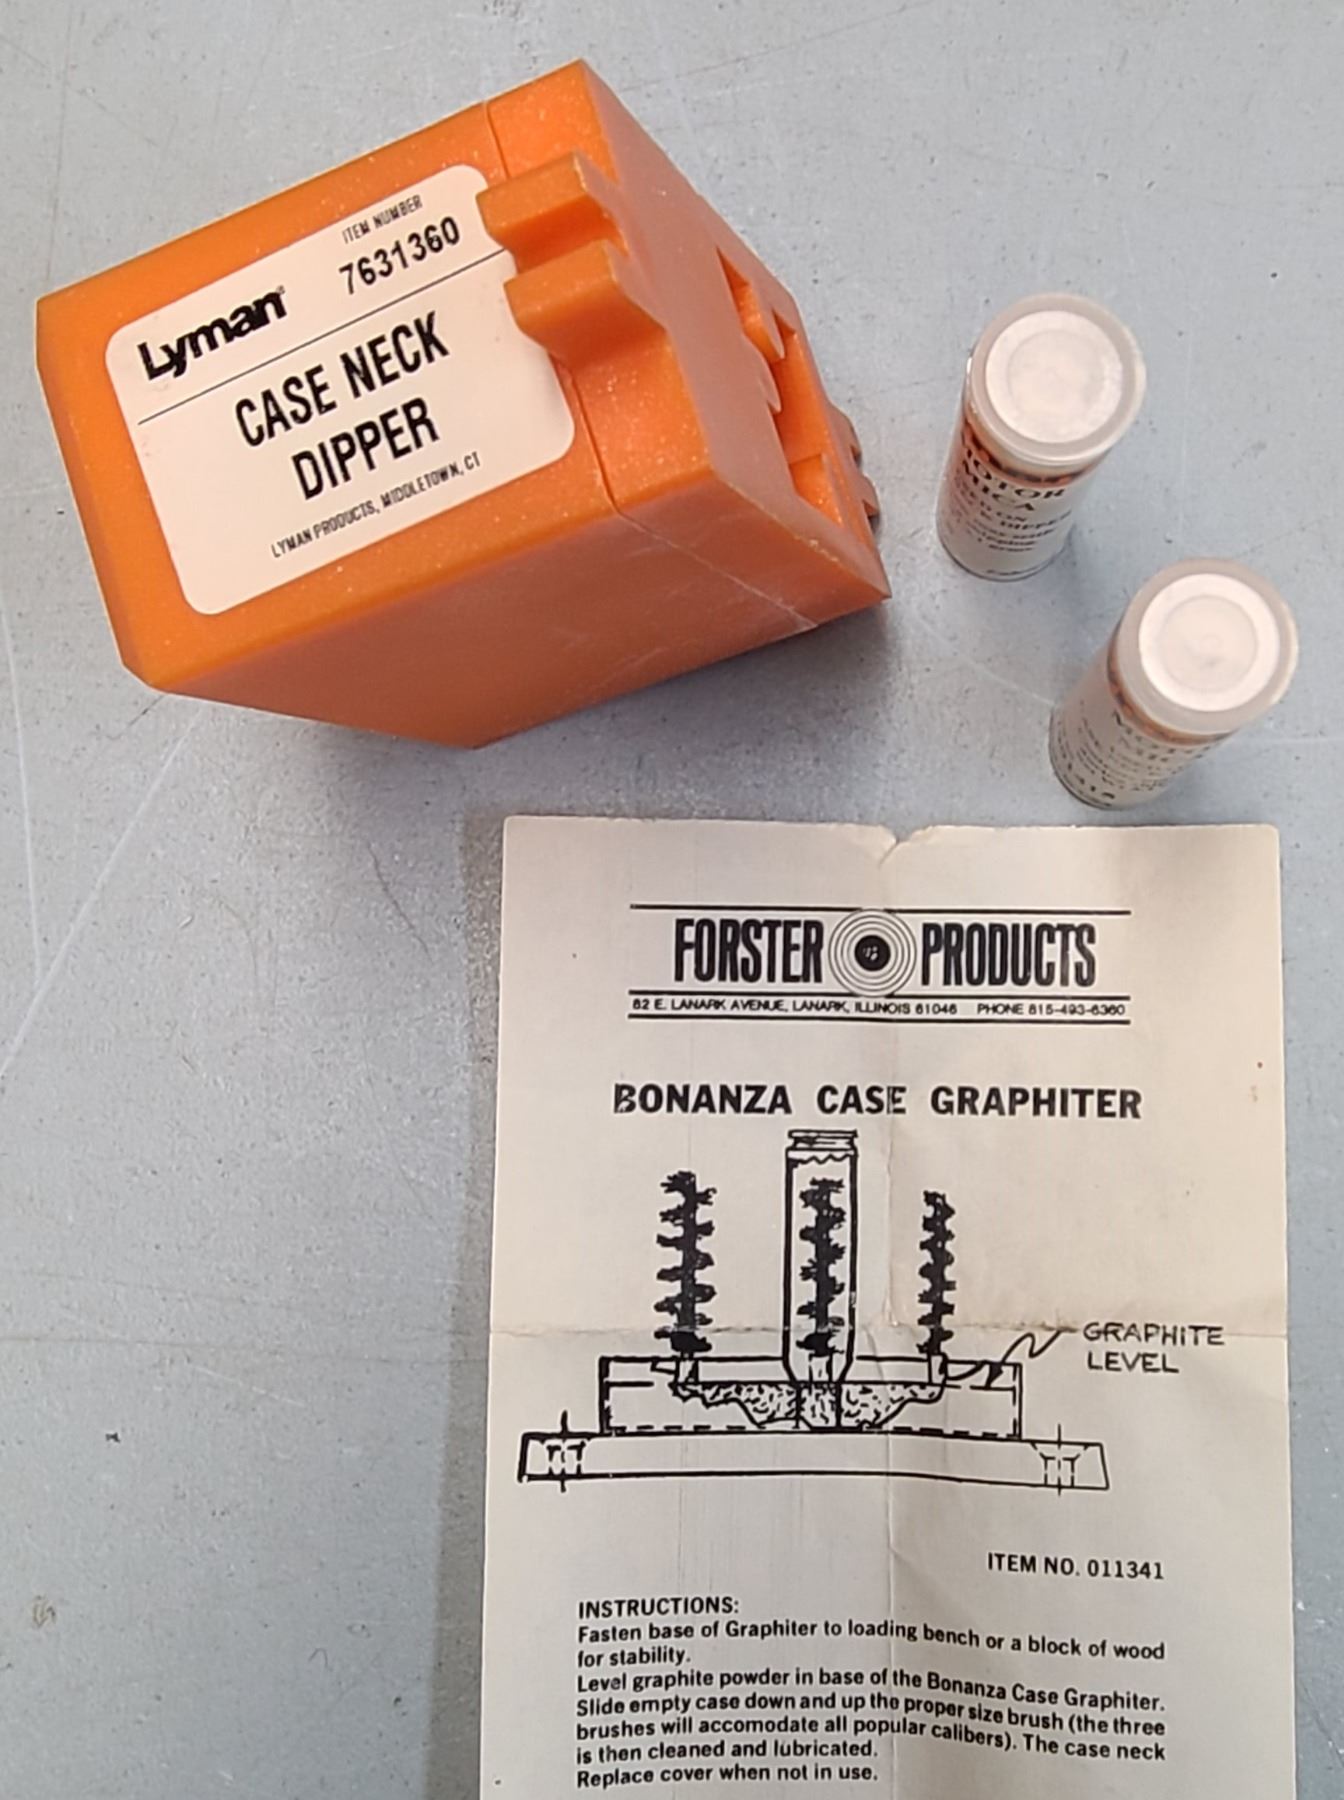 Lyman®
ITEM NUMBER
7631360
CASE NECK
DIPPER
LYMAN PRODUCTS, MIDDLETOWN, CT
MOTOR
MICA
FORSTER PRODUCTS
82 E. LANARK AVENUE, LANARK, ILLINOIS 61046 PHONE 815-493-6360
BONANZA CASE GRAPHITER
GRAPHITE
LEVEL
ITEM NO. 011341
INSTRUCTIONS:
Fasten base of Graphiter to loading bench or a block of wood
for stability.
Level graphite powder in base of the Bonanza Case Graphiter.
Slide empty case down and up the proper size brush (the three
brushes will accomodate all popular calibers). The case neck
is then cleaned and lubricated.
Replace cover when not in use.